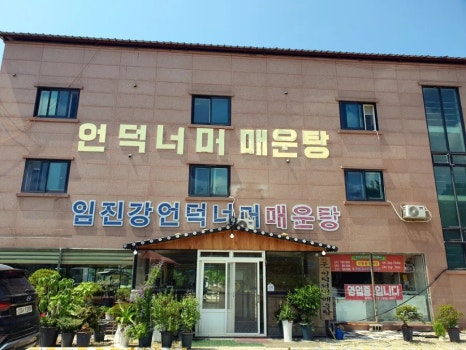 언덕너머 매운탕
임진강언덕너머매운탕
영업중 입니다